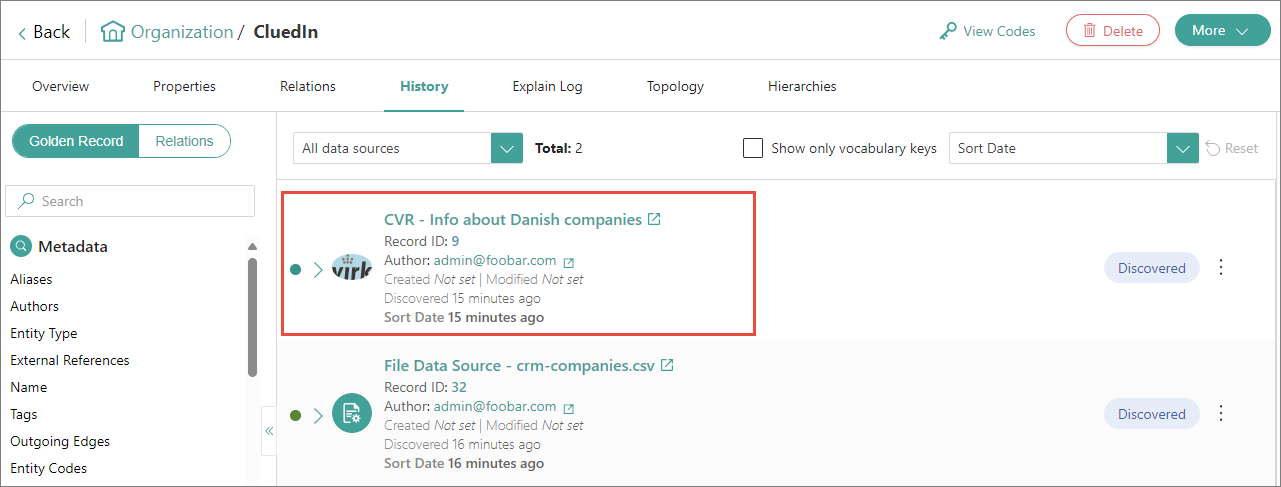 Back
Organization / CluedIn
View Codes
Delete
More
Overview
Properties
Relations
History
Explain Log
Topology
Hierarchies
Golden Record
Relations
All data sources
Total: 2
Show only vocabulary keys
Sort Date
Reset
Search
Metadata
Aliases
Authors
Entity Type
External References
Name
Tags
Outgoing Edges
Entity Codes
virk
CVR - Info about Danish companies
Record ID: 9
Author: admin@foobar.com
Created Not set | Modified Not set
Discovered 15 minutes ago
Sort Date 15 minutes ago
Discovered
File Data Source - crm-companies.csv
Record ID: 32
Author: admin@foobar.com
Created Not set | Modified Not set
Discovered 16 minutes ago
Sort Date 16 minutes ago
Discovered